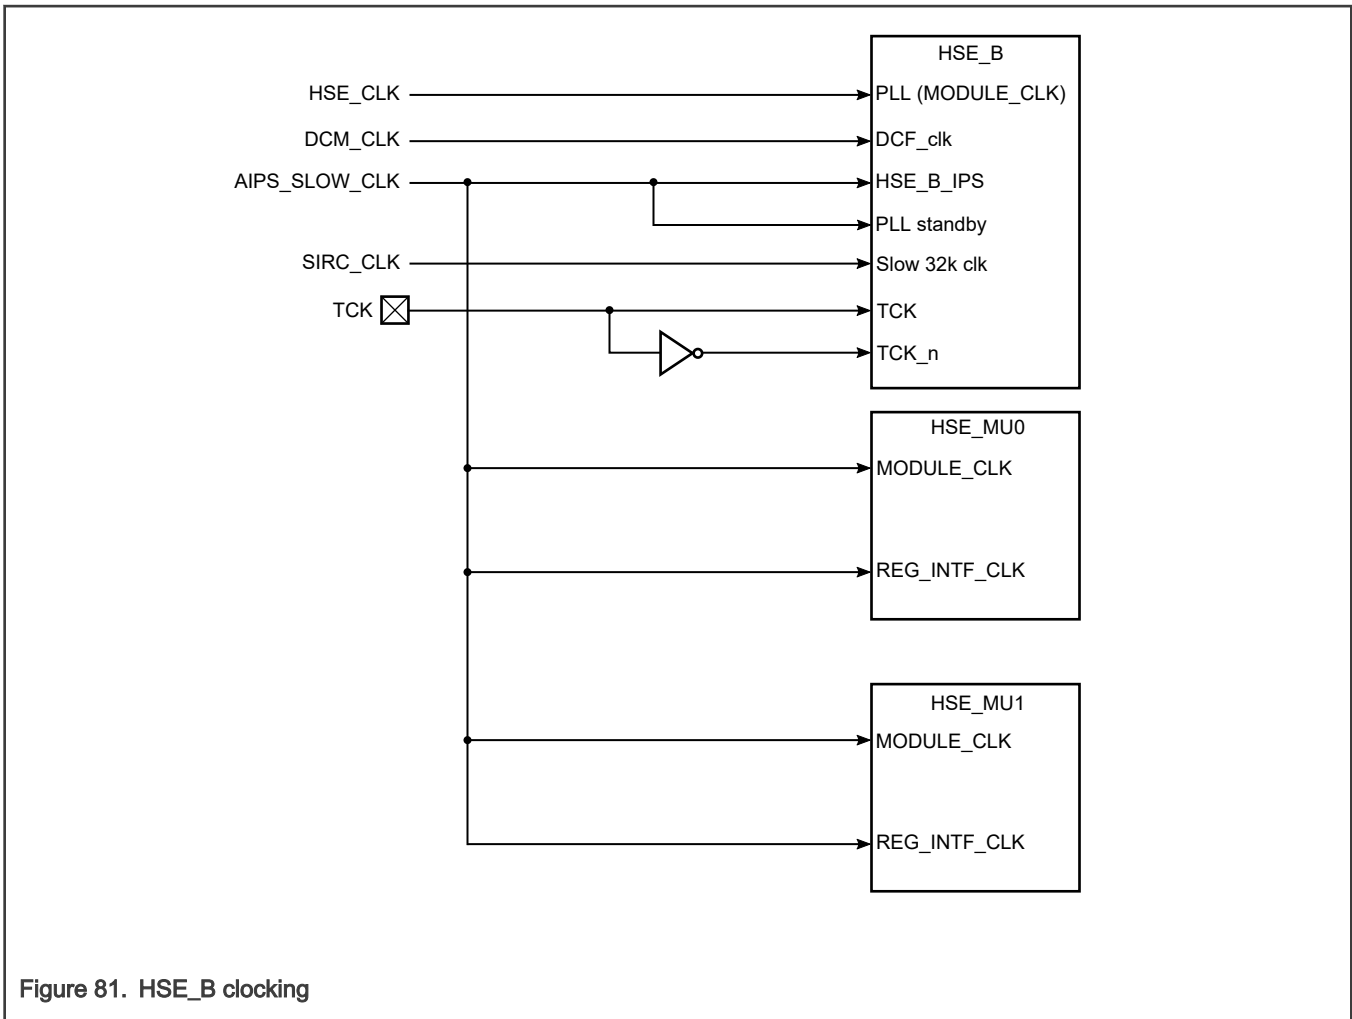 HSE_B
HSE_CLK
PLL (MODULE_CLK)
DCM_CLK
DCF_clk
AIPS_SLOW_CLK
HSE_B_IPS
PLL standby
SIRC_CLK
Slow 32k clk
TCK
TCK
TCK_n
HSE_MU0
MODULE_CLK
REG_INTF_CLK
HSE_MU1
MODULE_CLK
REG_INTF_CLK
Figure 81. HSE_B clocking